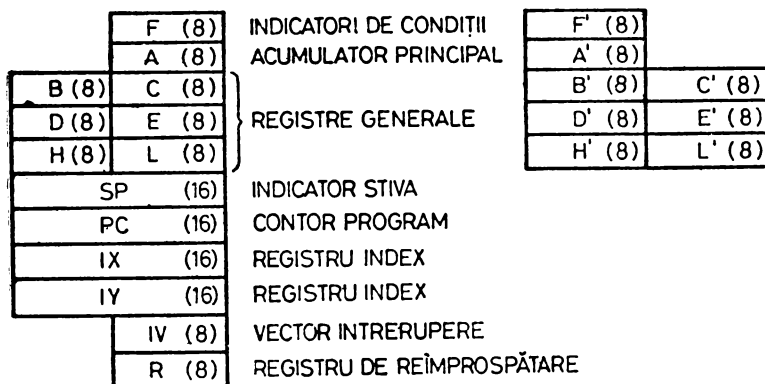 F (8) INDICATORI DE CONDIȚII F' (8)
A (8) ACUMULATOR PRINCIPAL A' (8)
B (8) C (8) B' (8) C' (8)
D (8) E (8) REGISTRE GENERALE D' (8) E' (8)
H (8) L (8) H' (8) L' (8)
SP (16) INDICATOR STIVA
PC (16) CONTOR PROGRAM
IX (16) REGISTRU INDEX
IY (16) REGISTRU INDEX
IV (8) VECTOR INTRERUPERE
R (8) REGISTRU DE REÎMPROSPĂTARE